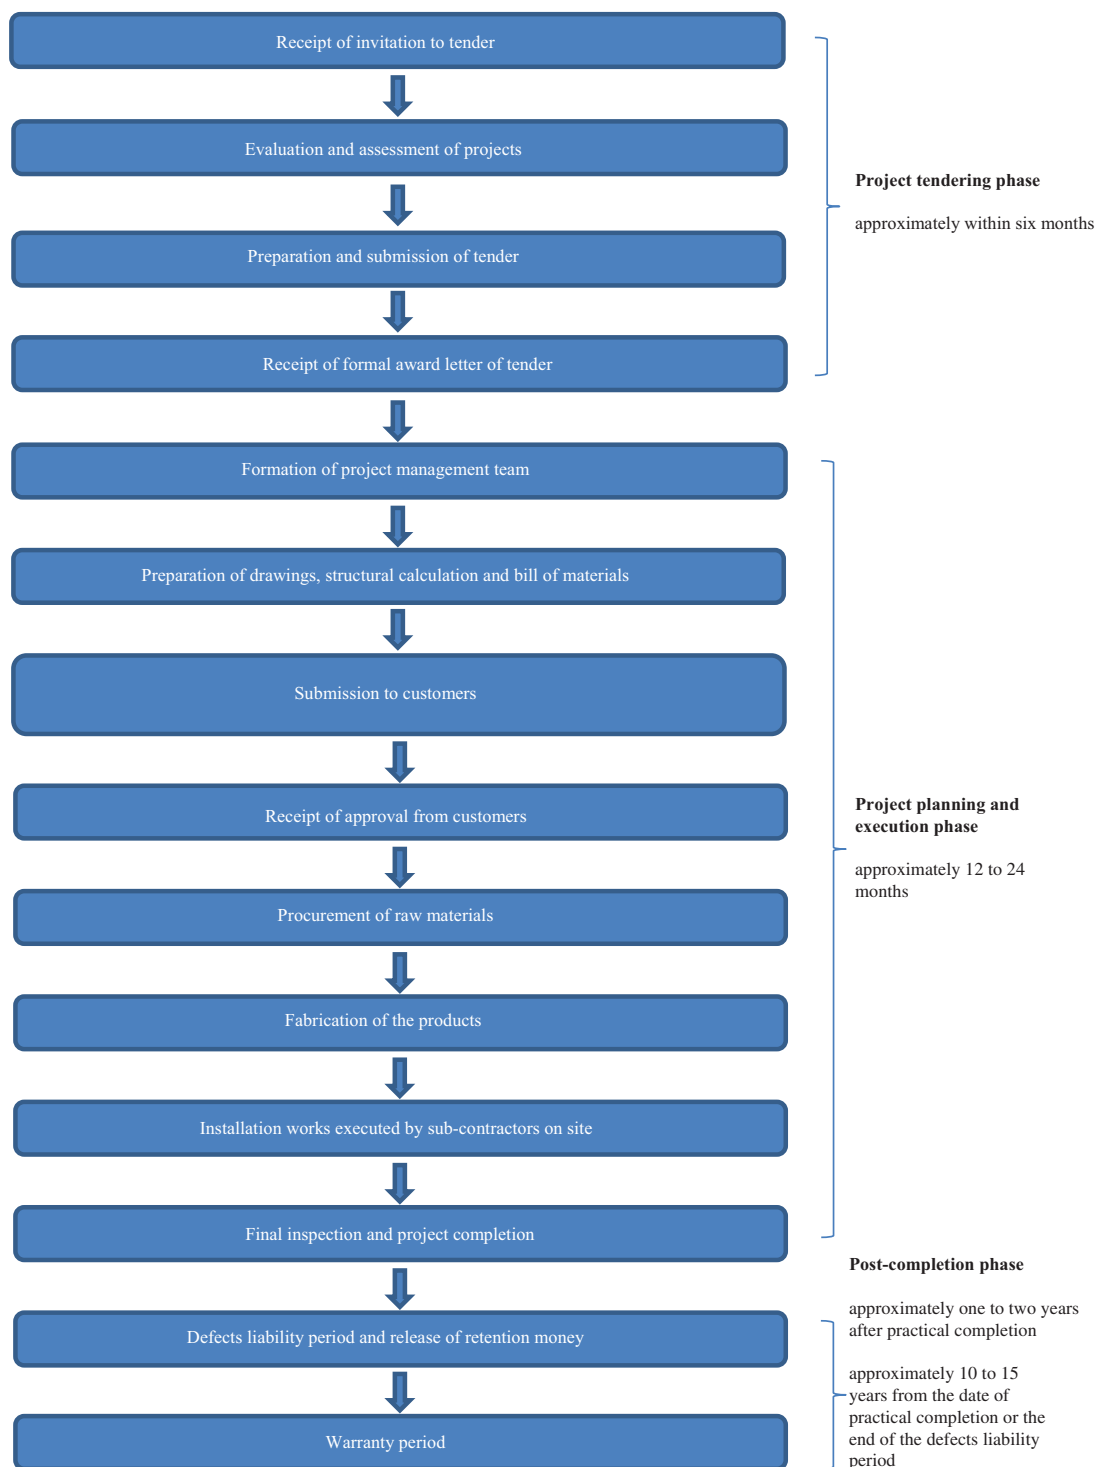 Receipt of invitation to tender
Evaluation and assessment of projects
Preparation and submission of tender
Receipt of formal award letter of tender
Project tendering phase
approximately within six months
Formation of project management team
Preparation of drawings, structural calculation and bill of materials
Submission to customers
Receipt of approval from customers
Procurement of raw materials
Fabrication of the products
Installation works executed by sub-contractors on site
Final inspection and project completion
Project planning and
execution phase
approximately 12 to 24
months
Defects liability period and release of retention money
Warranty period
Post-completion phase
approximately one to two years
after practical completion
approximately 10 to 15
years from the date of
practical completion or the
end of the defects liability
period